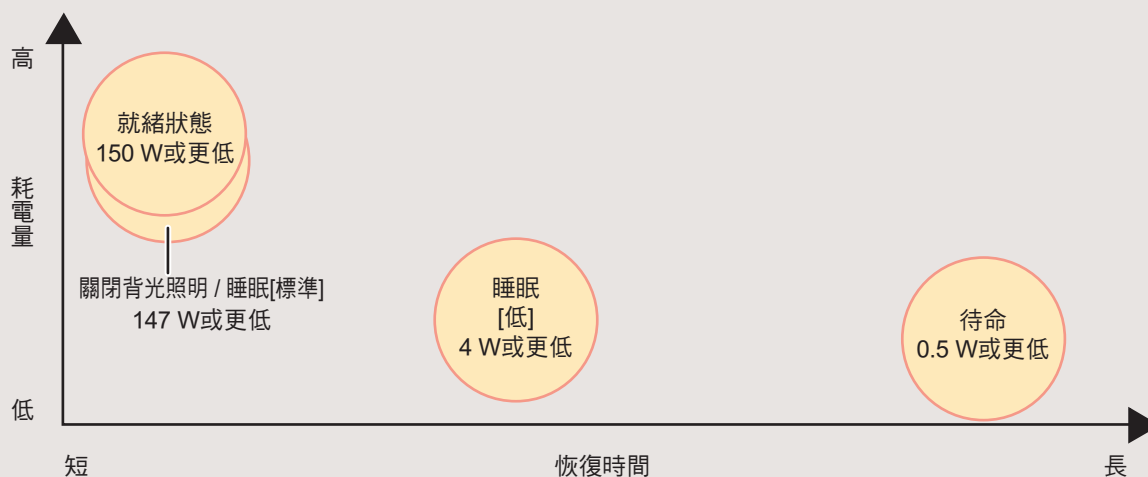 高
就緒狀態
150 W或更低
耗電量
關閉背光照明 / 睡眠[標準]
147 W或更低
睡眠
[低]
4 W或更低
待命
0.5 W或更低
低
短
恢復時間
長